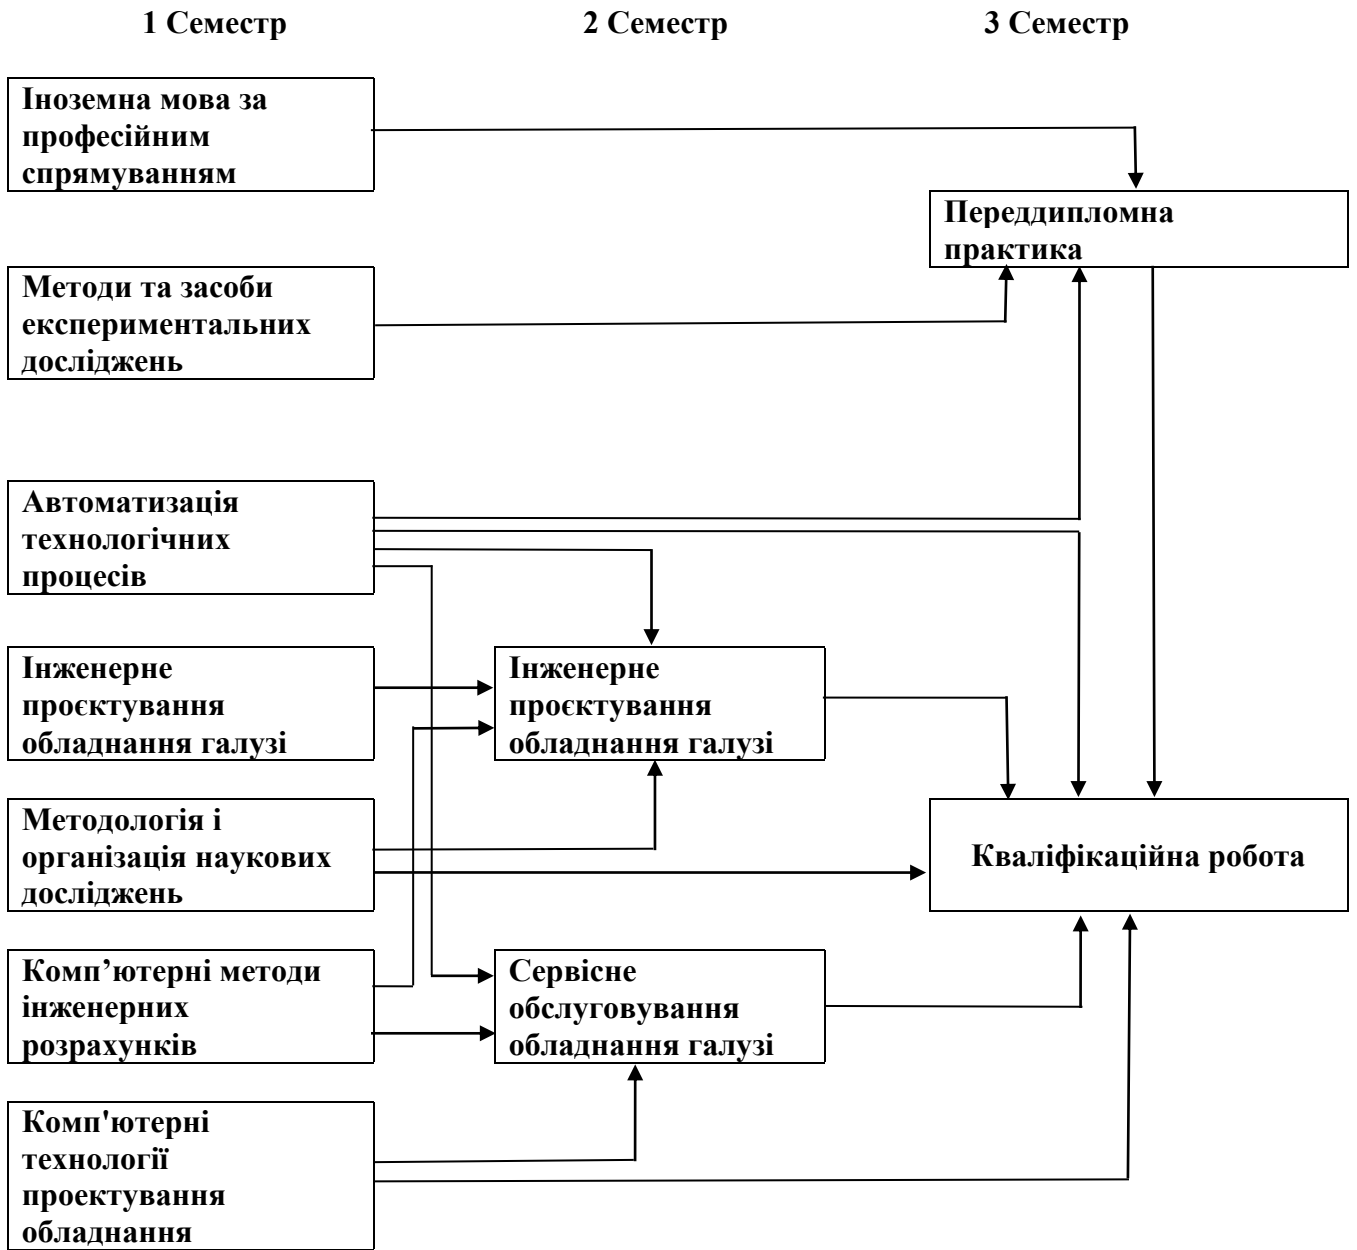 1 Семестр 2 Семестр 3 Семестр
Іноземна мова за
професійним
спрямуванням
Переддипломна
практика
Методи та засоби
експериментальних
досліджень
Автоматизація
технологічних
процесів
Інженерне
проєктування
обладнання галузі
Інженерне
проєктування
обладнання галузі
Методологія і
організація наукових
досліджень
Кваліфікаційна робота
Комп’ютерні методи
інженерних
розрахунків
Сервісне
обслуговування
обладнання галузі
Комп'ютерні
технології
проектування
обладнання